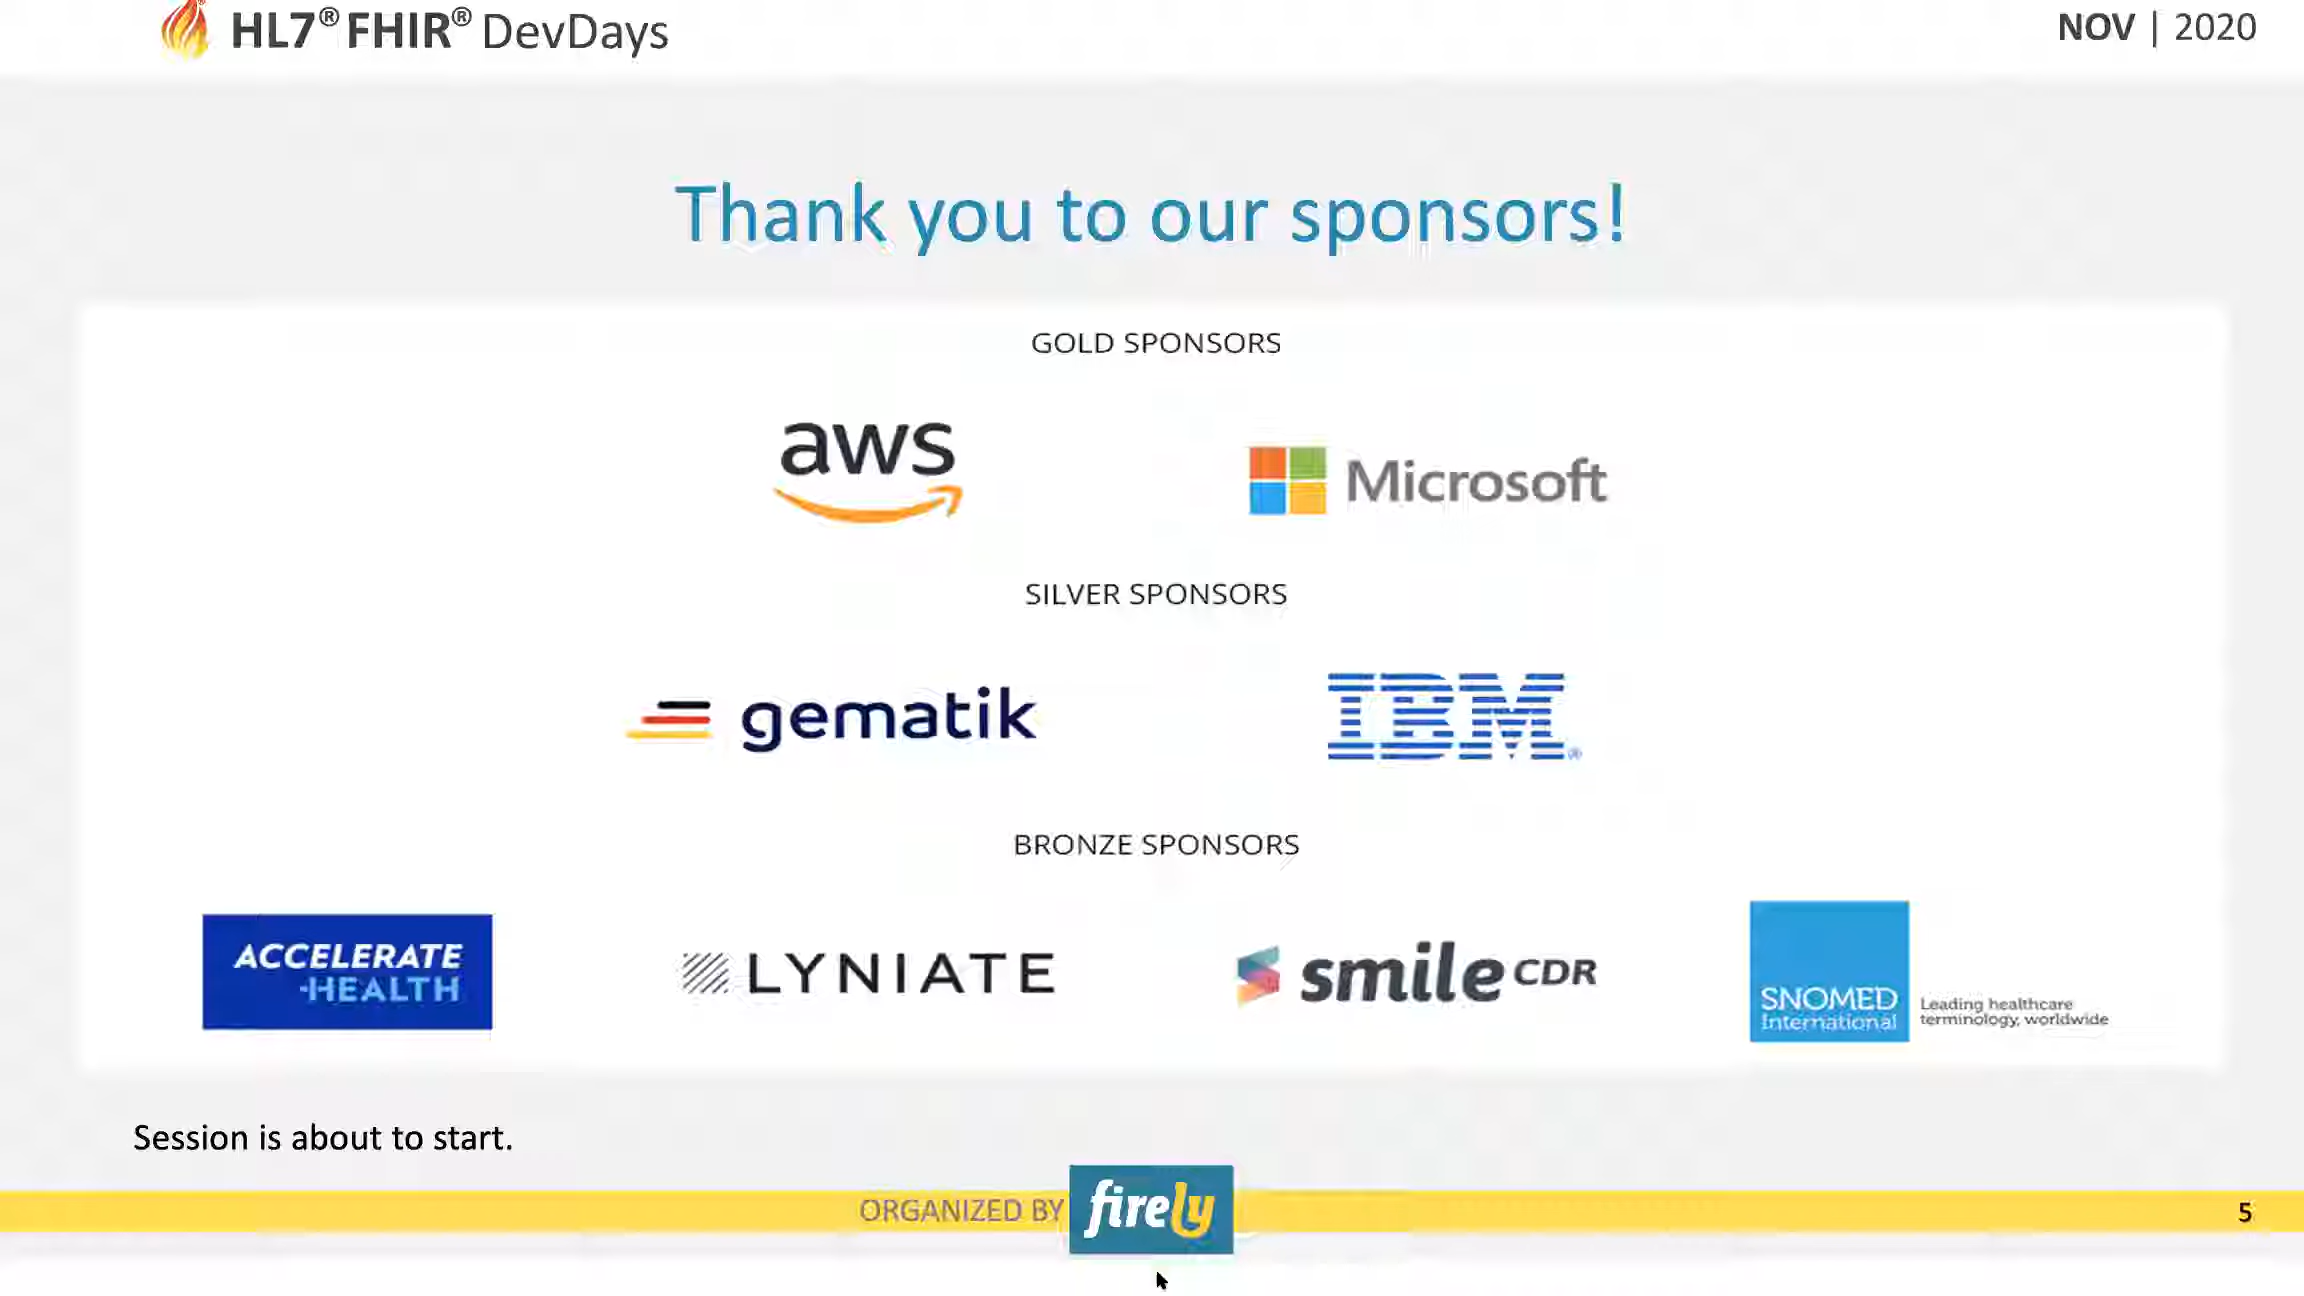 HL7® FHIR® DevDays
NOV | 2020
Thank you to our sponsors!
GOLD SPONSORS
aws
Microsoft
SILVER SPONSORS
gematik
IBM®
BRONZE SPONSORS
ACCELERATE
-HEALTH
LYNIATE
smile CDR
SNOMED
International
Leading healthcare
terminology, worldwide
Session is about to start.
ORGANIZED BY
firely
5